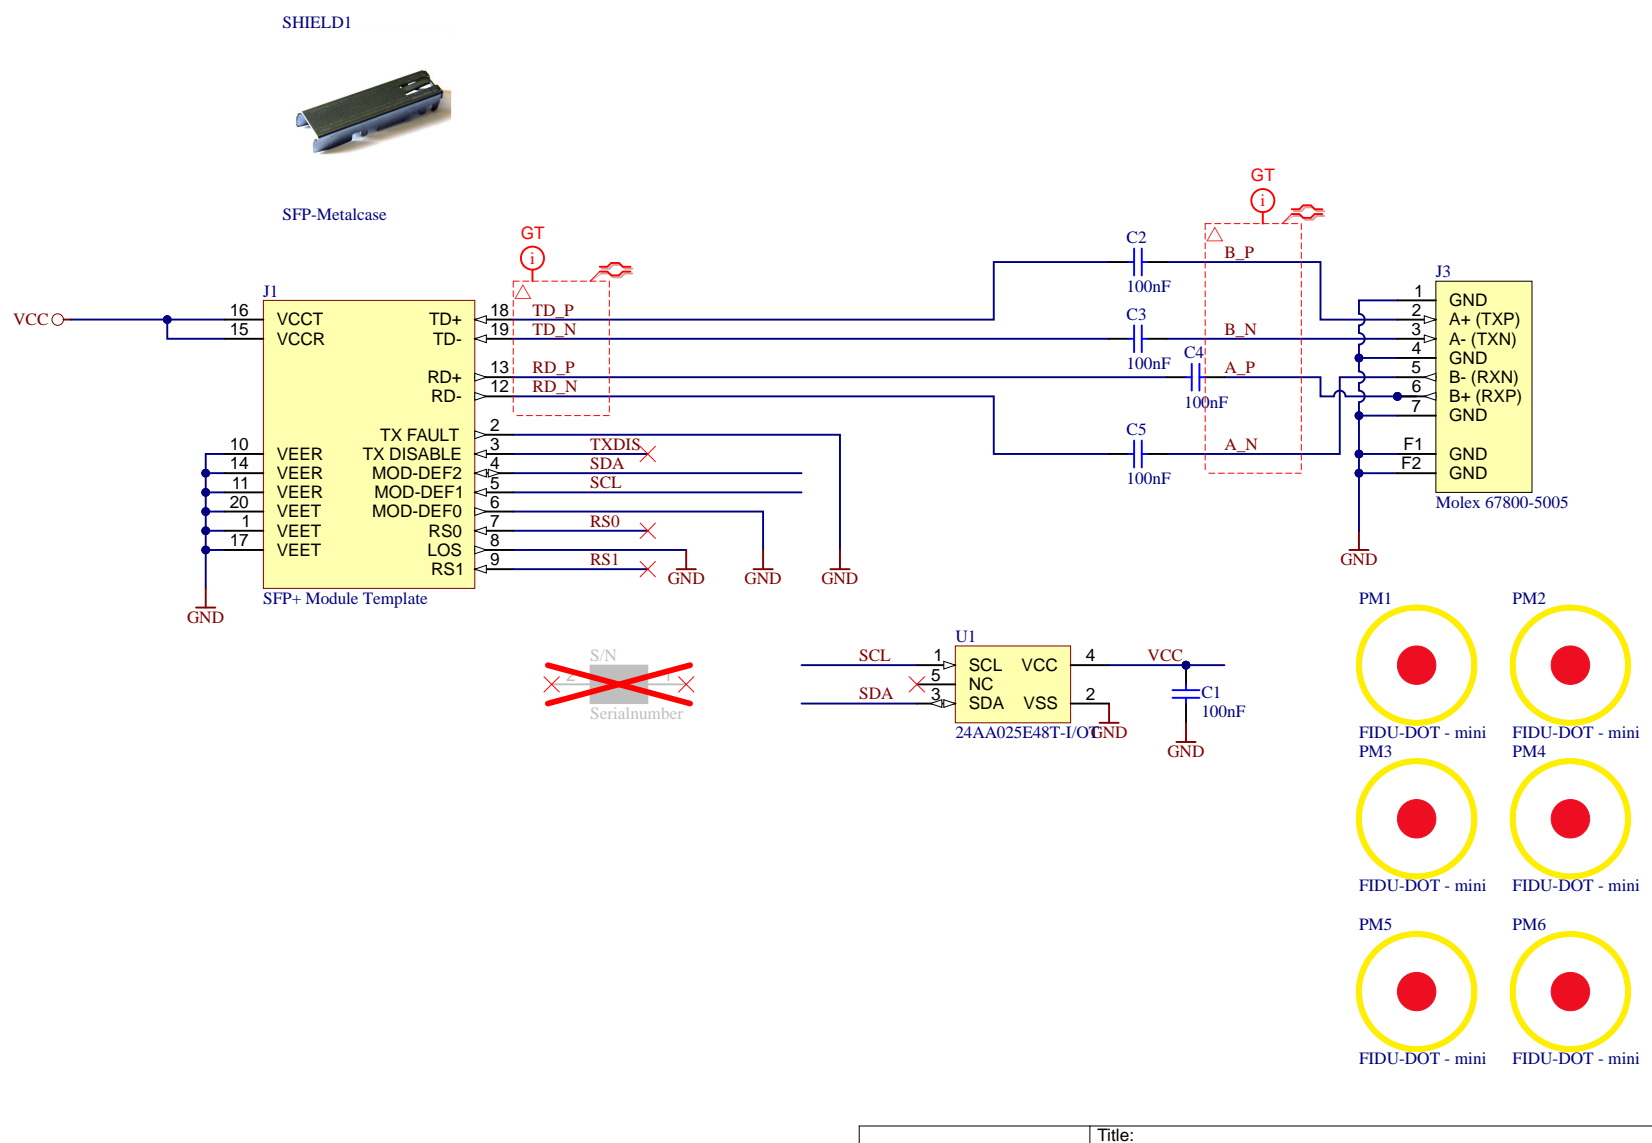 SHIELD1
SFP-Metalcase
GT
i
GT
i
J1
VCC
16
15
VCCT
VCCR
TD+
TD-
RD+
RD-
TX FAULT
TX DISABLE
MOD-DEF2
MOD-DEF1
MOD-DEF0
RS0
LOS
RS1
18
19
13
12
2
3
4
5
6
7
8
9
10
14
11
20
1
17
VEER
VEER
VEER
VEET
VEET
VEET
SFP+ Module Template
GND
TD_P
TD_N
RD_P
RD_N
TXDIS
SDA
SCL
RS0
RS1
GND
GND
GND
C2
100nF
C3
100nF
C4
100nF
C5
100nF
B_P
B_N
A_P
A_N
J3
1
2
3
4
5
6
7
F1
F2
GND
A+ (TXP)
A- (TXN)
GND
B- (RXN)
B+ (RXP)
GND
GND
GND
Molex 67800-5005
GND
S/N
2
1
Serialnumber
U1
SCL
SDA
1
5
3
SCL
NC
SDA
VCC
VSS
4
2
24AA025E48T-I/OT
GND
VCC
C1
100nF
GND
PM1
PM2
FIDU-DOT - mini
FIDU-DOT - mini
PM3
PM4
FIDU-DOT - mini
FIDU-DOT - mini
PM5
PM6
FIDU-DOT - mini
FIDU-DOT - mini
Title: